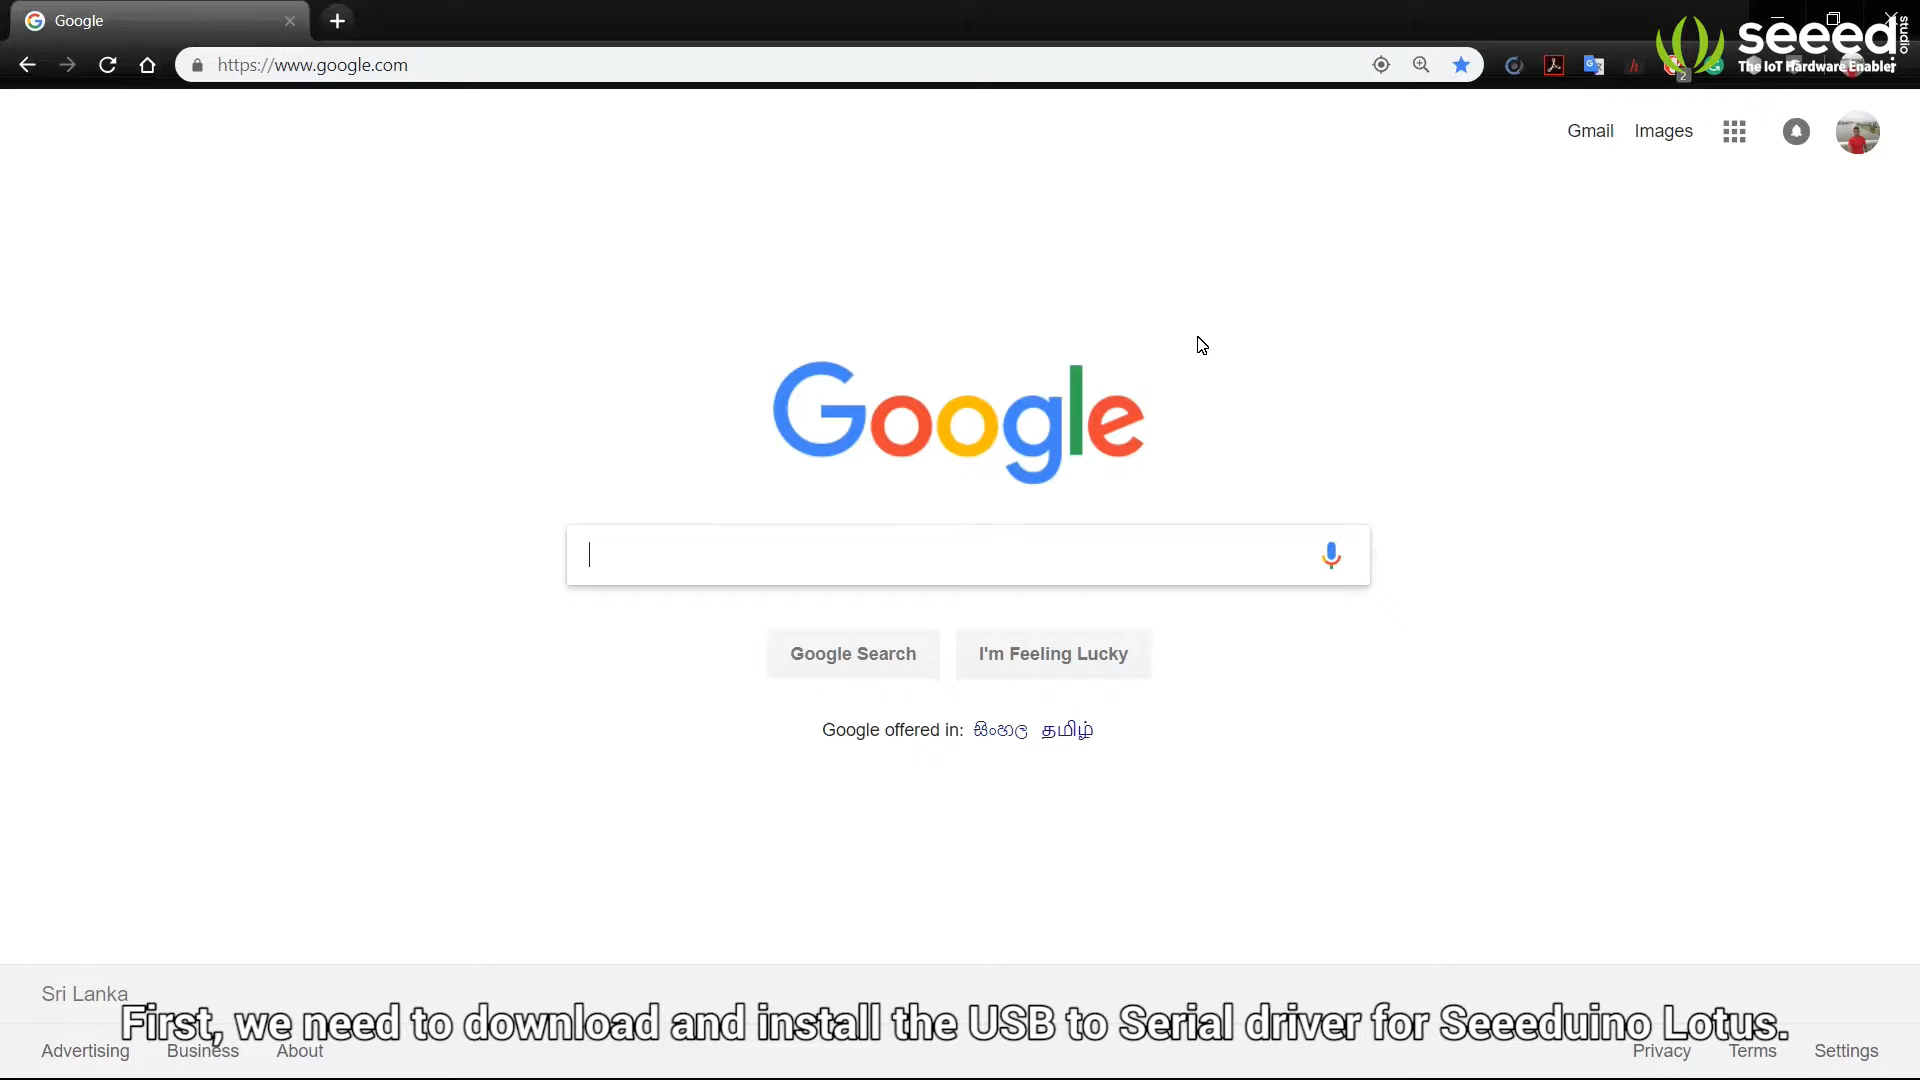 Google
seeed
studio
The IoT Hardware Enabler
https://www.google.com
2
Gmail Images
Google
Google Search I'm Feeling Lucky
Google offered in: සිංහල தமிழ்
Sri Lanka
First, we need to download and install the USB to Serial driver for Seeeduino Lotus.
Advertising Business About Privacy Terms Settings